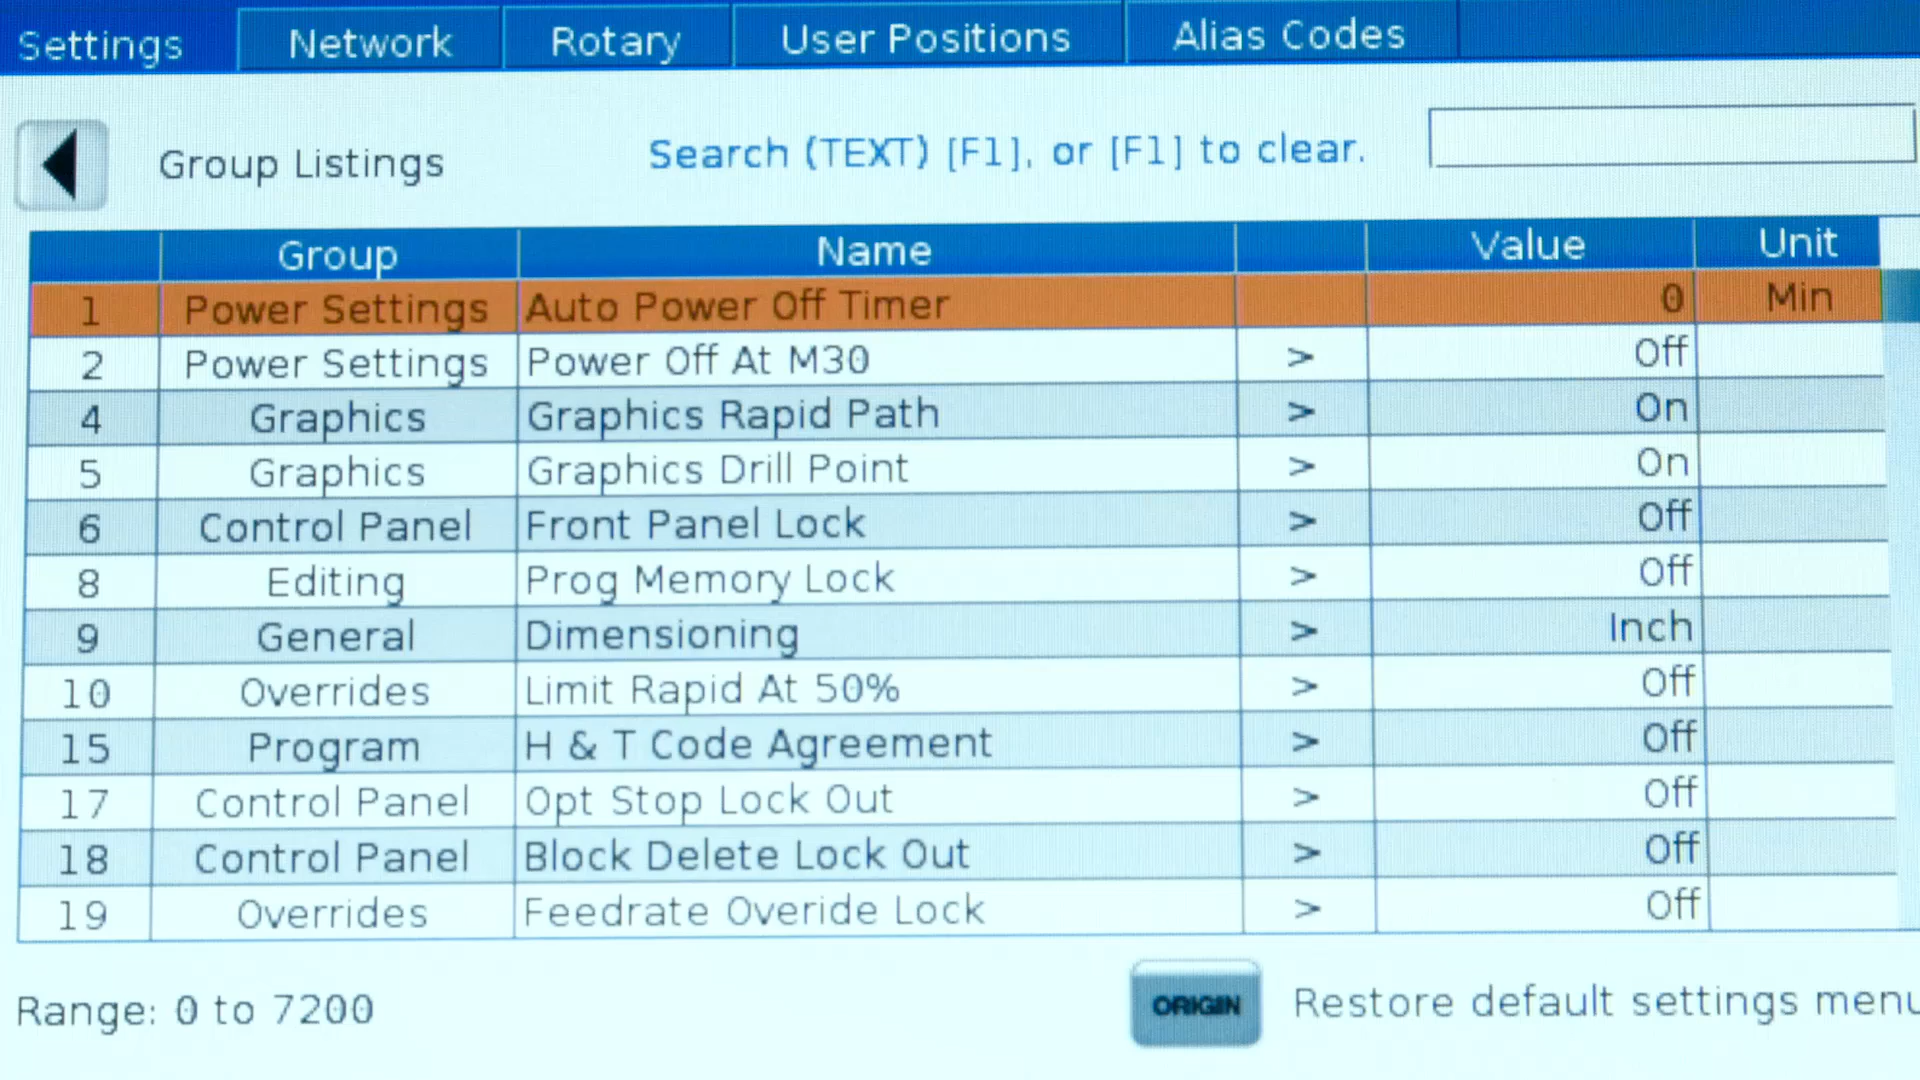 Settings Network Rotary User Positions Alias Codes
Group Listings Search (TEXT) [F1], or [F1] to clear.
Group Name Value Unit
1 Power Settings Auto Power Off Timer 0 Min
2 Power Settings Power Off At M30 > Off
4 Graphics Graphics Rapid Path > On
5 Graphics Graphics Drill Point > On
6 Control Panel Front Panel Lock > Off
8 Editing Prog Memory Lock > Off
9 General Dimensioning > Inch
10 Overrides Limit Rapid At 50% > Off
15 Program H & T Code Agreement > Off
17 Control Panel Opt Stop Lock Out > Off
18 Control Panel Block Delete Lock Out > Off
19 Overrides Feedrate Overide Lock > Off
Range: 0 to 7200 ORIGIN Restore default settings menu